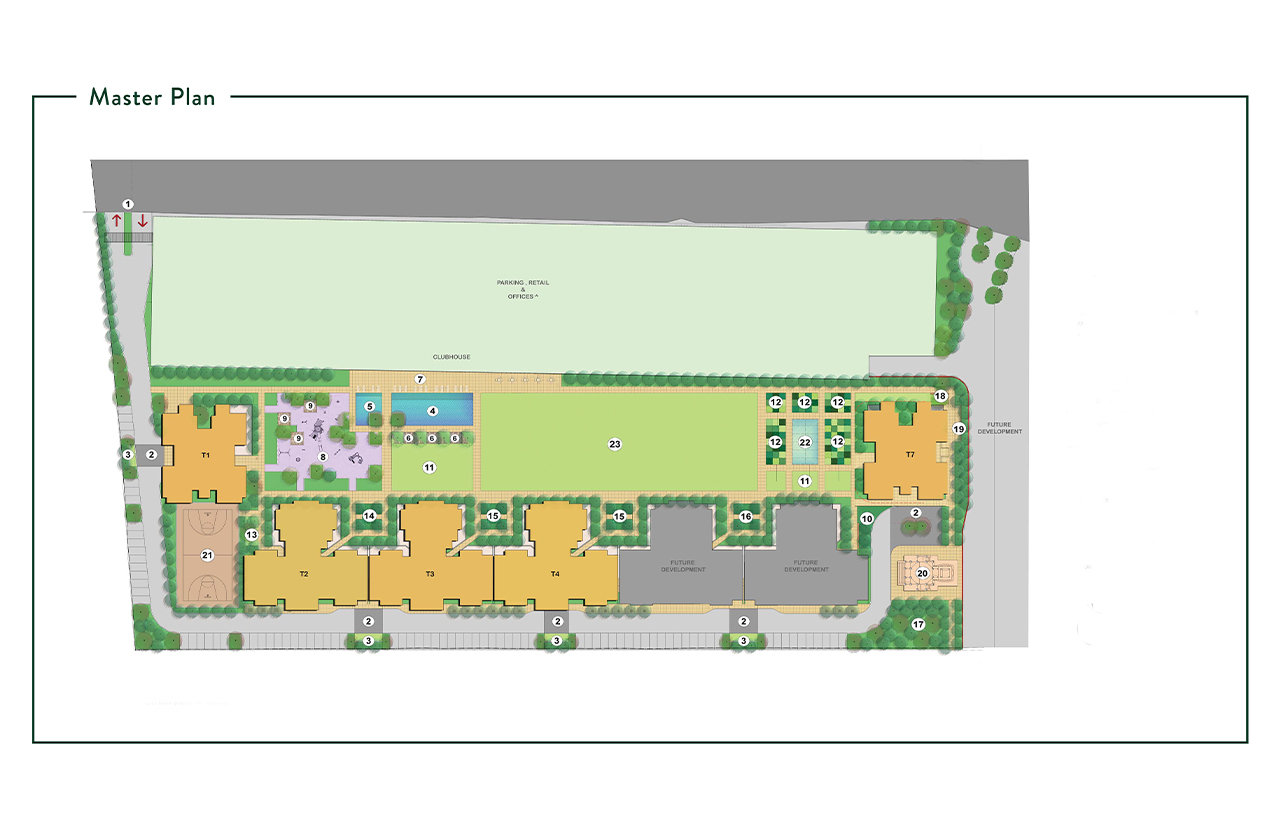 Master Plan
1
PARKING , RETAIL
&
OFFICES ^
CLUBHOUSE
7
9
5
4
12
12
12
18
9
9
6
6
6
8
11
23
12
22
12
11
T1
T7
19
FUTURE
DEVELOPMENT
3
2
14
15
15
16
10
2
13
21
T2
T3
T4
FUTURE
DEVELOPMENT
FUTURE
DEVELOPMENT
20
2
2
2
17
3
3
3